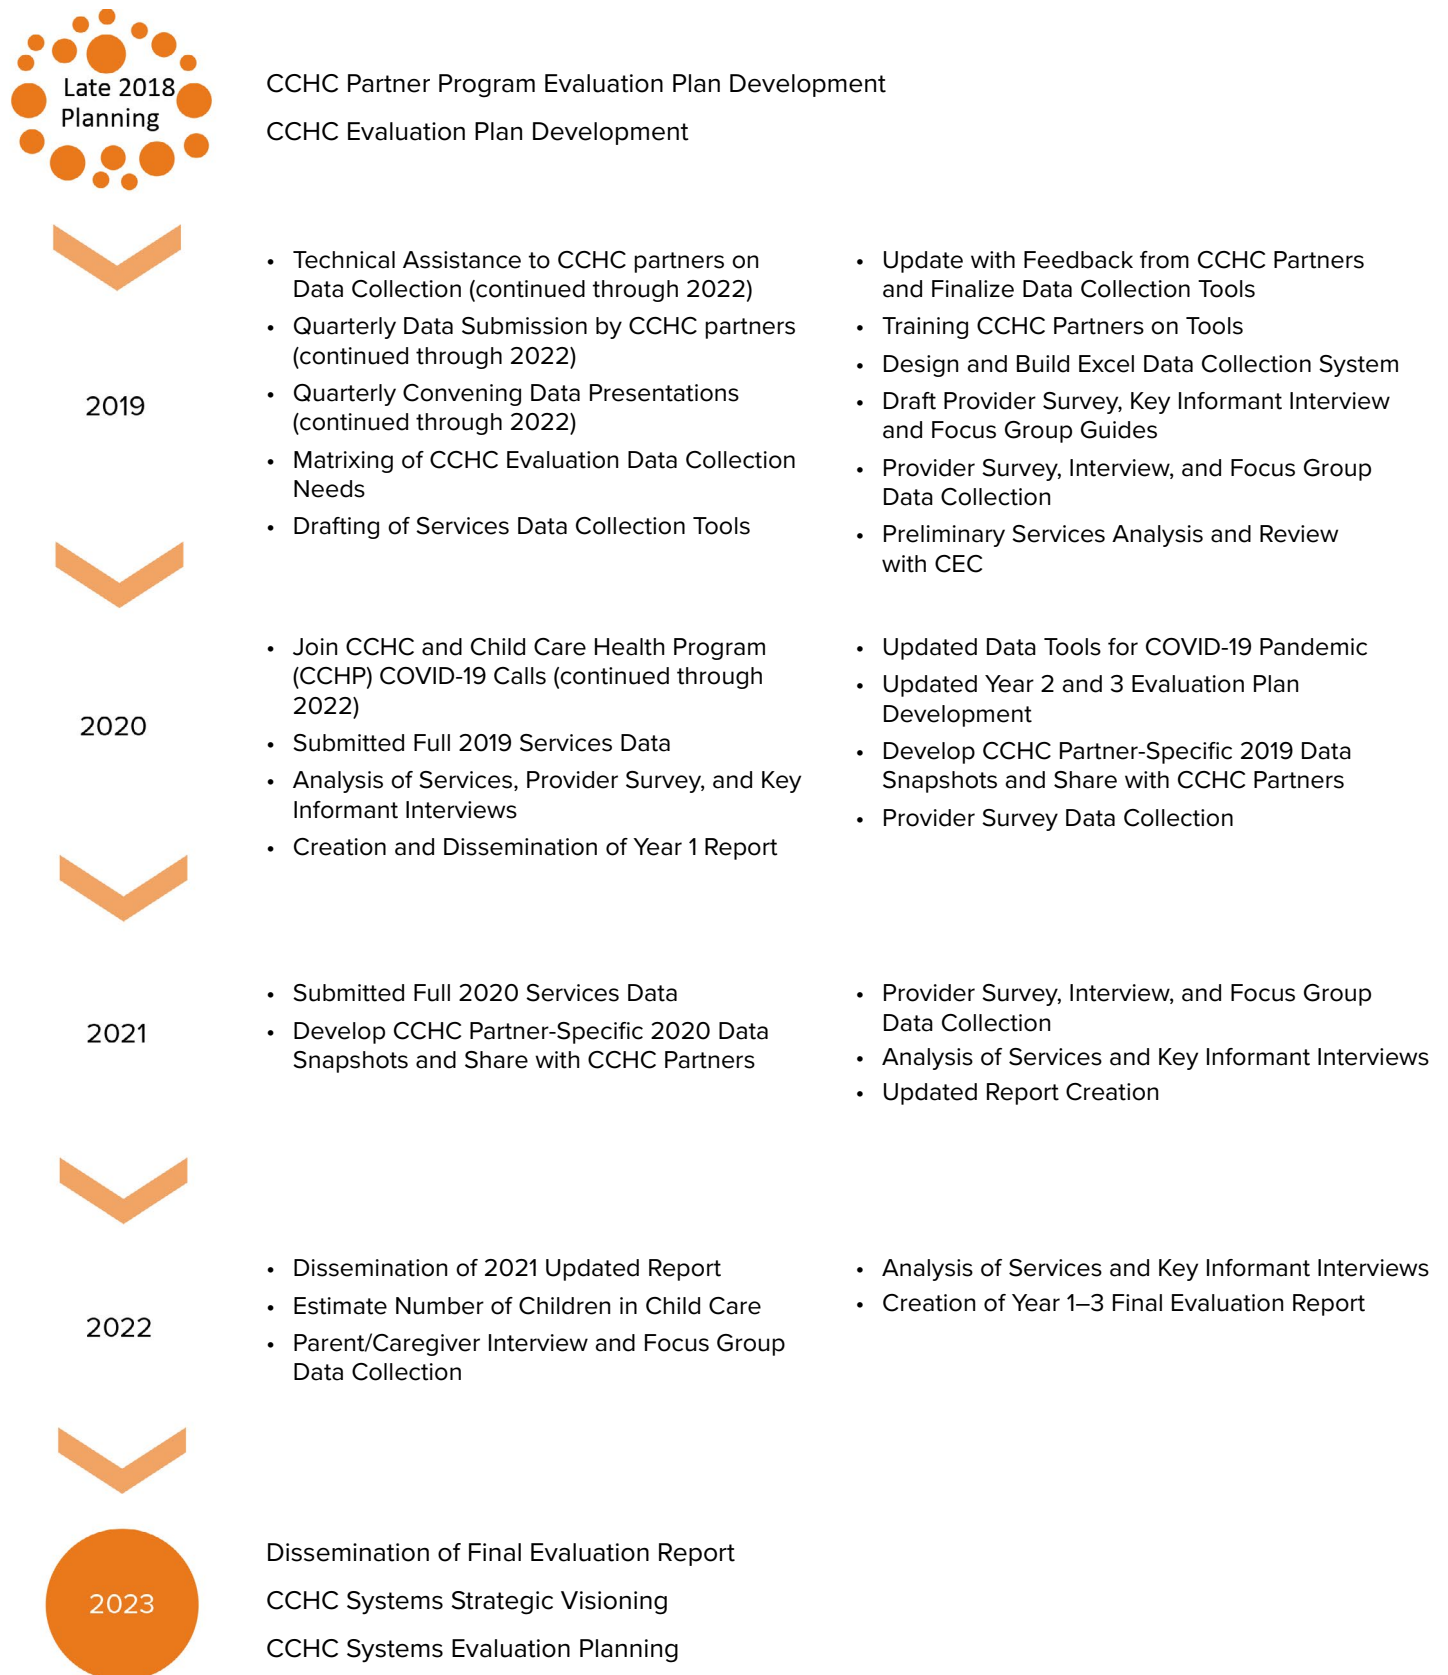 Late 2018
Planning
CCHC Partner Program Evaluation Plan Development
CCHC Evaluation Plan Development
2019
• Technical Assistance to CCHC partners on
Data Collection (continued through 2022)
• Quarterly Data Submission by CCHC partners
(continued through 2022)
• Quarterly Convening Data Presentations
(continued through 2022)
• Matrixing of CCHC Evaluation Data Collection
Needs
• Drafting of Services Data Collection Tools
• Update with Feedback from CCHC Partners
and Finalize Data Collection Tools
• Training CCHC Partners on Tools
• Design and Build Excel Data Collection System
• Draft Provider Survey, Key Informant Interview
and Focus Group Guides
• Provider Survey, Interview, and Focus Group
Data Collection
• Preliminary Services Analysis and Review
with CEC
2020
• Join CCHC and Child Care Health Program
(CCHP) COVID-19 Calls (continued through
2022)
• Submitted Full 2019 Services Data
• Analysis of Services, Provider Survey, and Key
Informant Interviews
• Creation and Dissemination of Year 1 Report
• Updated Data Tools for COVID-19 Pandemic
• Updated Year 2 and 3 Evaluation Plan
Development
• Develop CCHC Partner-Specific 2019 Data
Snapshots and Share with CCHC Partners
• Provider Survey Data Collection
2021
• Submitted Full 2020 Services Data
• Develop CCHC Partner-Specific 2020 Data
Snapshots and Share with CCHC Partners
• Provider Survey, Interview, and Focus Group
Data Collection
• Analysis of Services and Key Informant Interviews
• Updated Report Creation
2022
• Dissemination of 2021 Updated Report
• Estimate Number of Children in Child Care
• Parent/Caregiver Interview and Focus Group
Data Collection
• Analysis of Services and Key Informant Interviews
• Creation of Year 1–3 Final Evaluation Report
2023
Dissemination of Final Evaluation Report
CCHC Systems Strategic Visioning
CCHC Systems Evaluation Planning